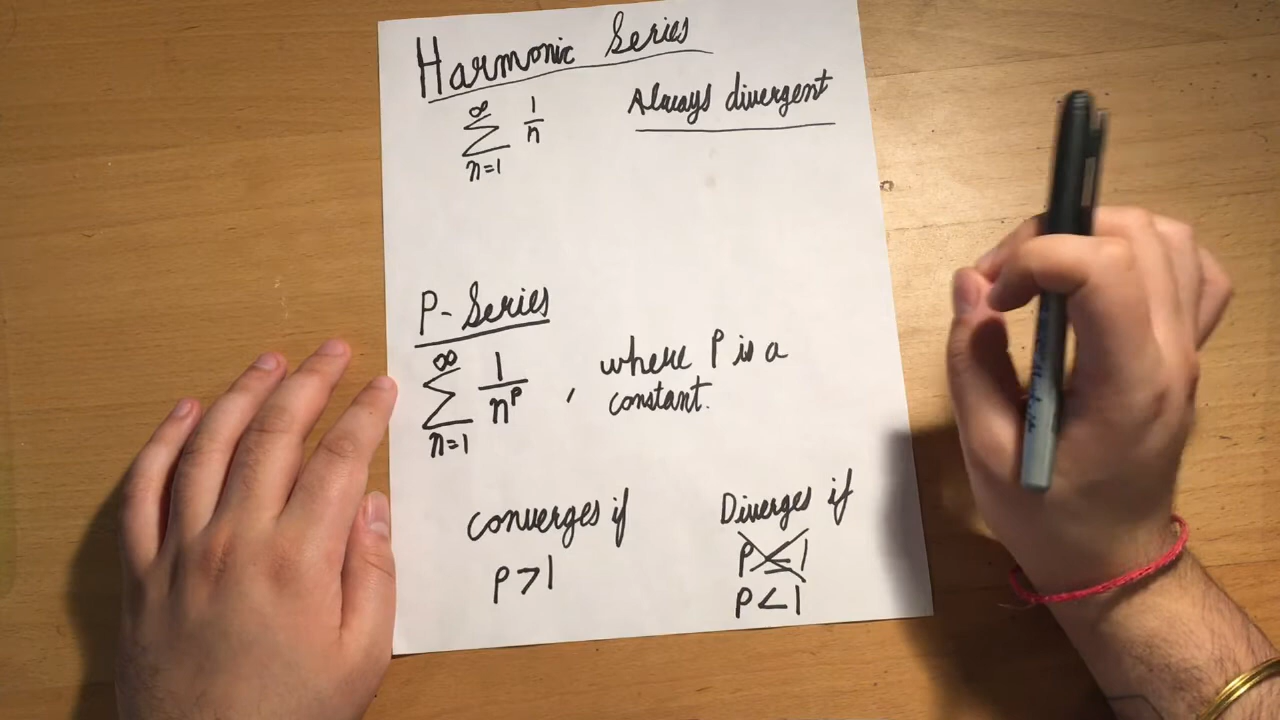 Harmonic Series
∞
∑ 1/n
n=1
Always divergent
P- Series
∞
∑ 1/n^p , where P is a
n=1
constant.
converges if
p > 1
Diverges if
p ≤ 1
p < 1